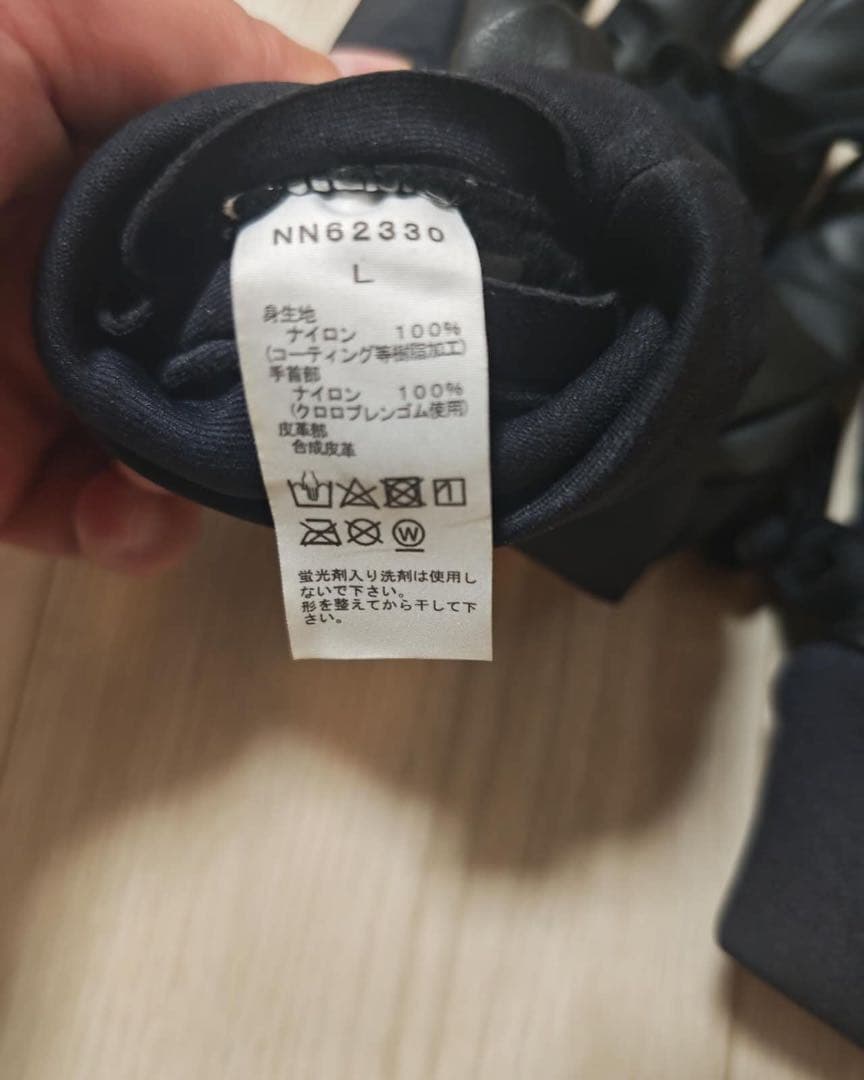 NN62330
L
身生地
ナイロン 100%
(コーティング等樹脂加工)
手首部
ナイロン 100%
(クロロプレンゴム使用)
皮革部
合成皮革
W
蛍光剤入り洗剤は使用し
ないで下さい。
形を整えてから干して下
さい。